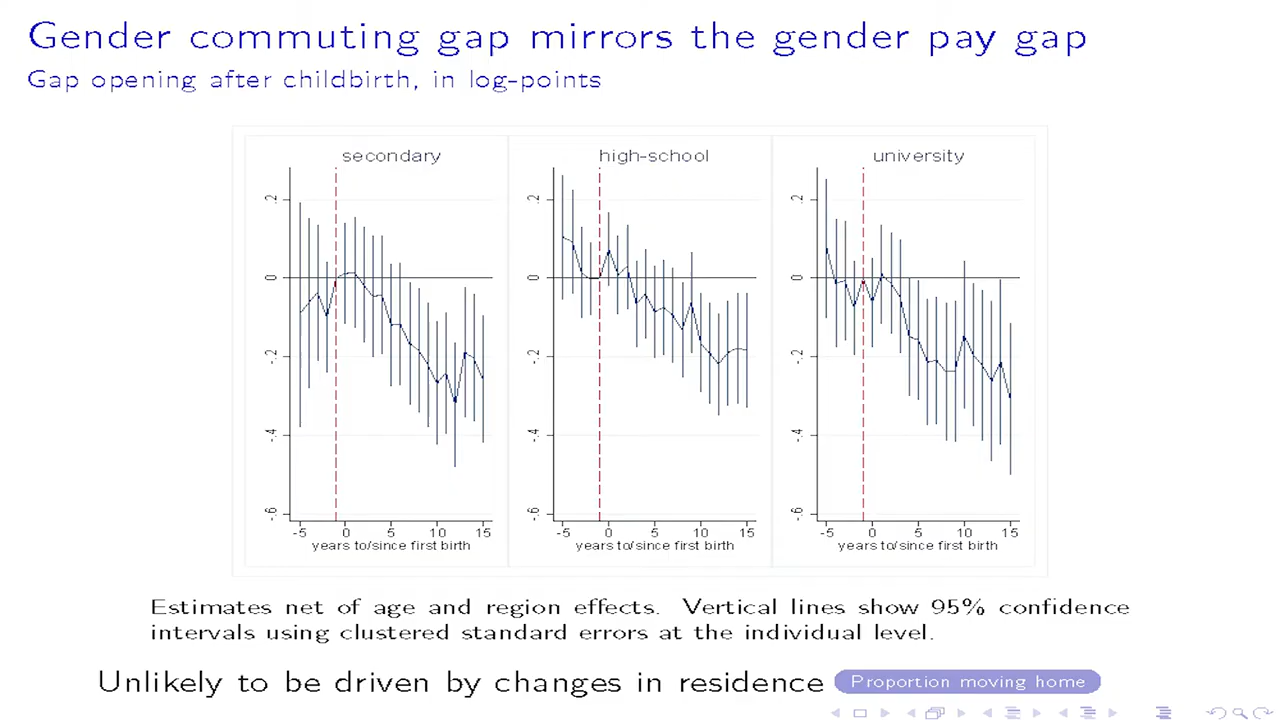 Gender commuting gap mirrors the gender pay gap
Gap opening after childbirth, in log-points
secondary
.2
0
-.2
-.4
-.6
-5 0 5 10 15
years to/since first birth
high-school
.2
0
-.2
-.4
-.6
-5 0 5 10 15
years to/since first birth
university
.2
0
-.2
-.4
-.6
-5 0 5 10 15
years to/since first birth
Estimates net of age and region effects. Vertical lines show 95% confidence
intervals using clustered standard errors at the individual level.
Unlikely to be driven by changes in residence Proportion moving home